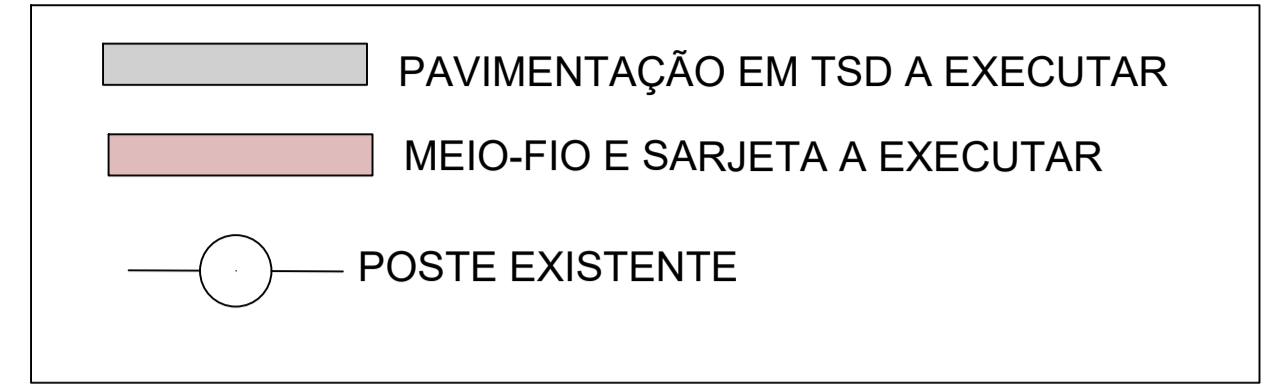 PAVIMENTAÇÃO EM TSD A EXECUTAR
MEIO-FIO E SARJETA A EXECUTAR
POSTE EXISTENTE